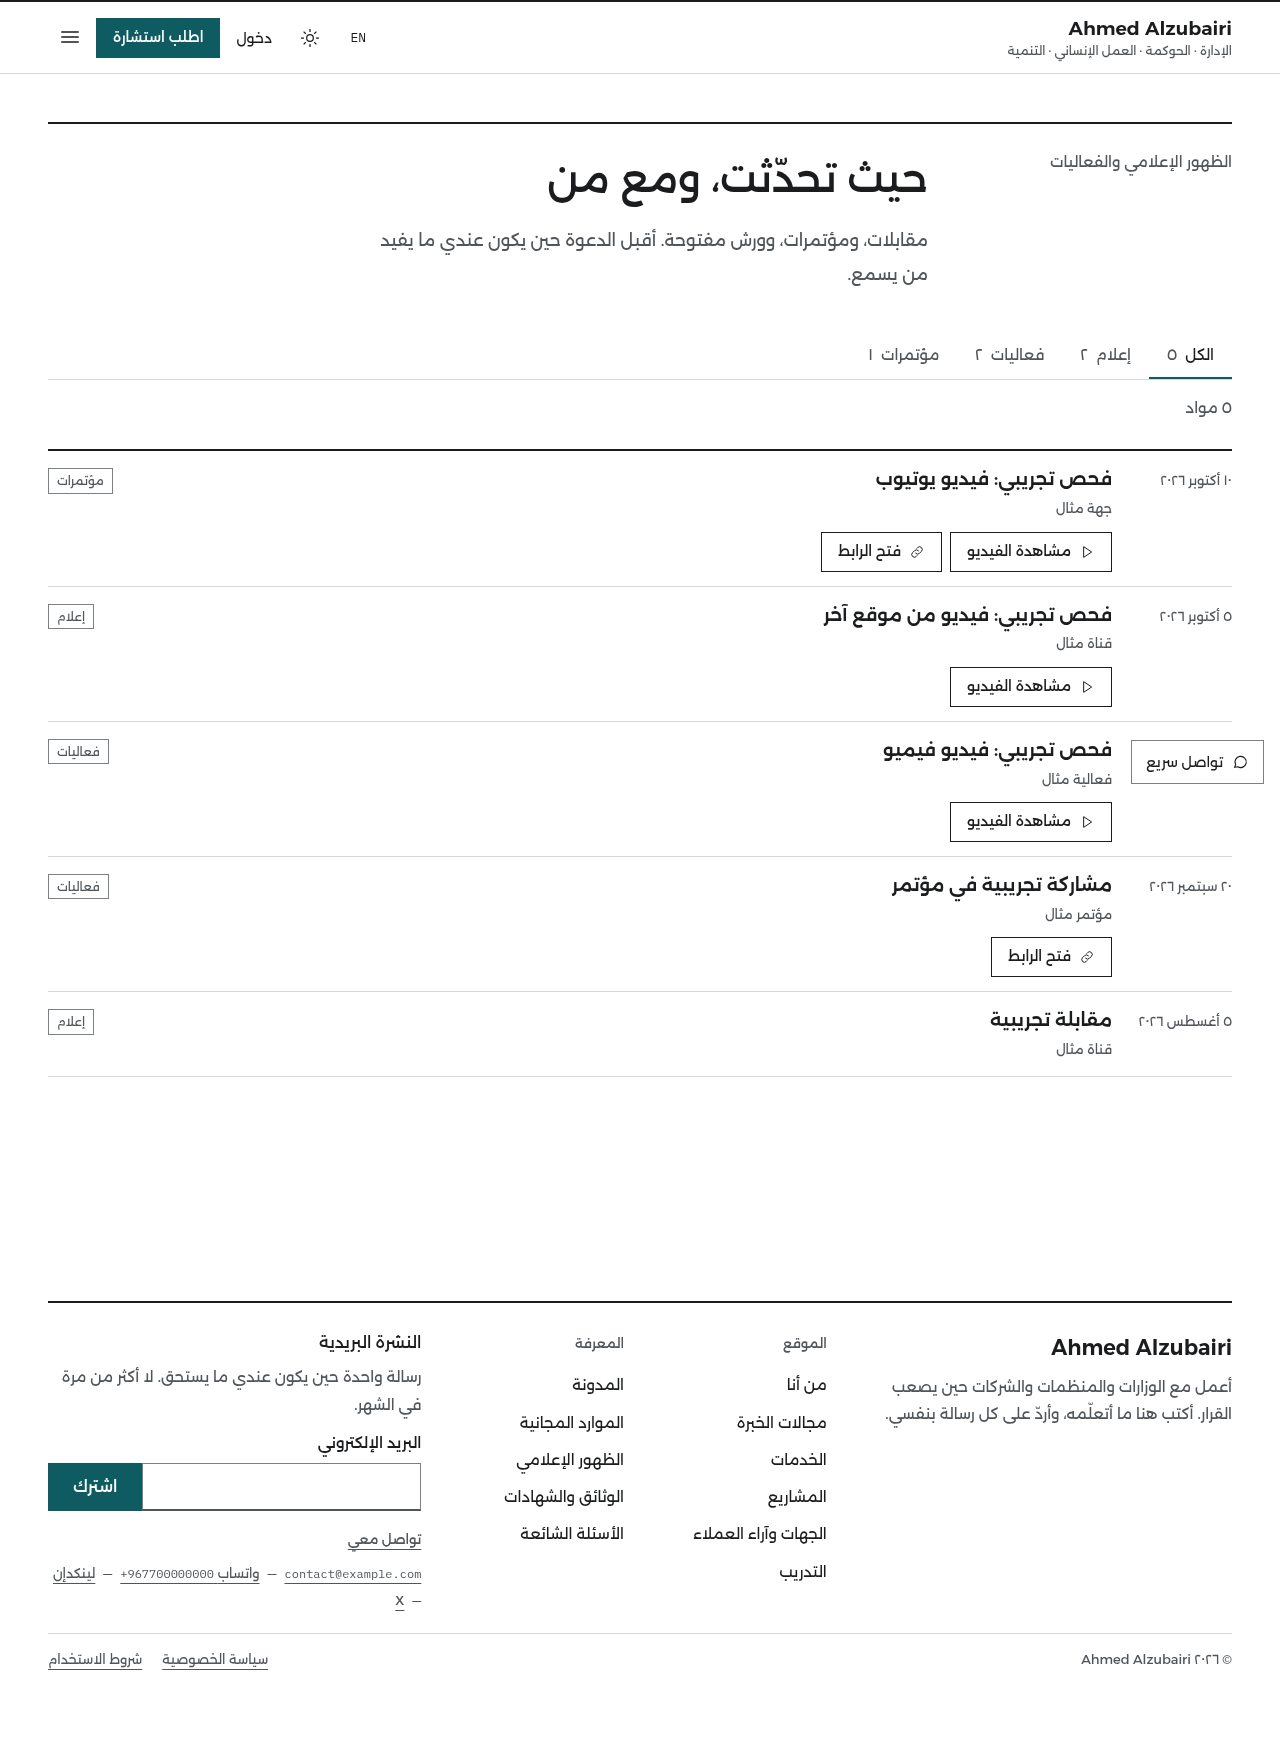 Ahmed Alzubairi
الإدارة · الحوكمة · العمل الإنساني · التنمية
EN
دخول
اطلب استشارة
الظهور الإعلامي والفعاليات
حيث تحدّثت، ومع من
مقابلات، ومؤتمرات، وورش مفتوحة. أقبل الدعوة حين يكون عندي ما يفيد
من يسمع.
الكل ٥
إعلام ٢
فعاليات ٢
مؤتمرات ١
٥ مواد
١٠ أكتوبر ٢٠٢٦
فحص تجريبي: فيديو يوتيوب
مؤتمرات
جهة مثال
مشاهدة الفيديو
فتح الرابط
٥ أكتوبر ٢٠٢٦
فحص تجريبي: فيديو من موقع آخر
إعلام
قناة مثال
مشاهدة الفيديو
فحص تجريبي: فيديو فيميو
فعاليات
تواصل سريع
فعالية مثال
مشاهدة الفيديو
٢٠ سبتمبر ٢٠٢٦
مشاركة تجريبية في مؤتمر
فعاليات
مؤتمر مثال
فتح الرابط
٥ أغسطس ٢٠٢٦
مقابلة تجريبية
إعلام
قناة مثال
Ahmed Alzubairi
أعمل مع الوزارات والمنظمات والشركات حين يصعب
القرار. أكتب هنا ما أتعلّمه، وأردّ على كل رسالة بنفسي.
الموقع
من أنا
مجالات الخبرة
الخدمات
المشاريع
الجهات وآراء العملاء
التدريب
المعرفة
المدونة
الموارد المجانية
الظهور الإعلامي
الوثائق والشهادات
الأسئلة الشائعة
النشرة البريدية
رسالة واحدة حين يكون عندي ما يستحق. لا أكثر من مرة
في الشهر.
البريد الإلكتروني
اشترك
تواصل معي
contact@example.com — واتساب +967700000000 — لينكدإن
— X
© ٢٠٢٦ Ahmed Alzubairi
سياسة الخصوصية
شروط الاستخدام